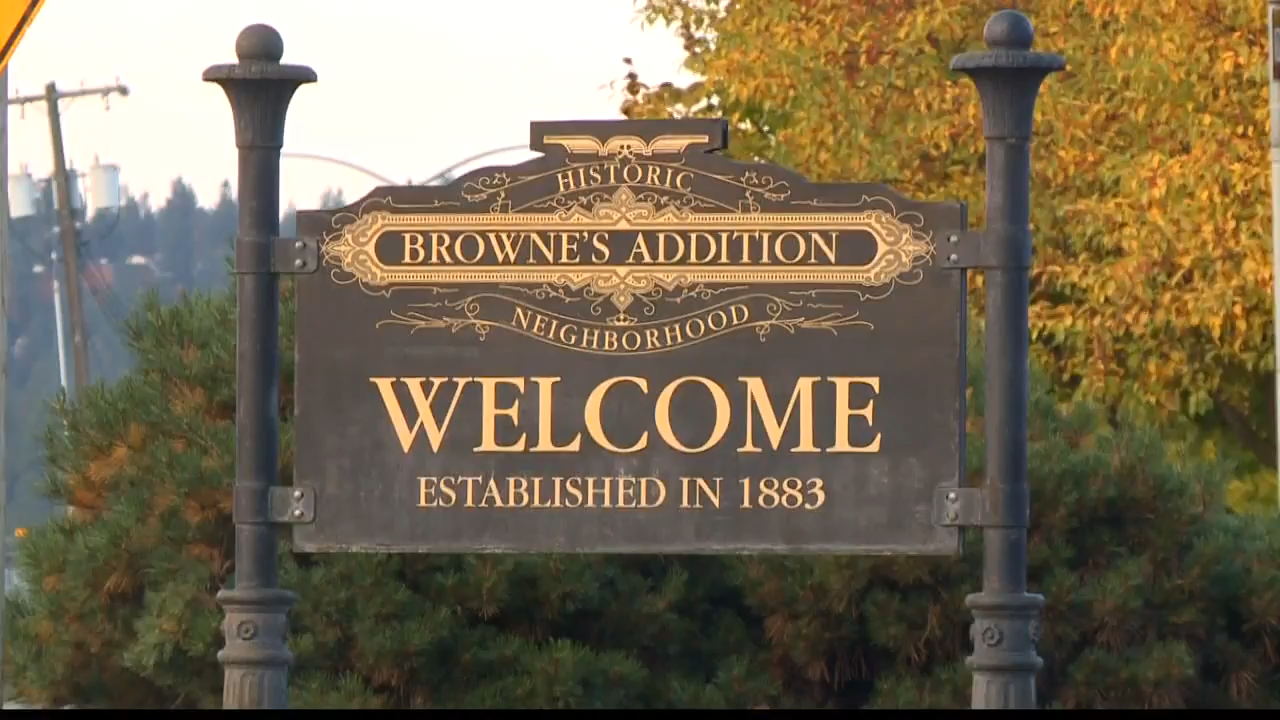 HISTORIC
BROWNE'S ADDITION
NEIGHBORHOOD
WELCOME
ESTABLISHED IN 1883